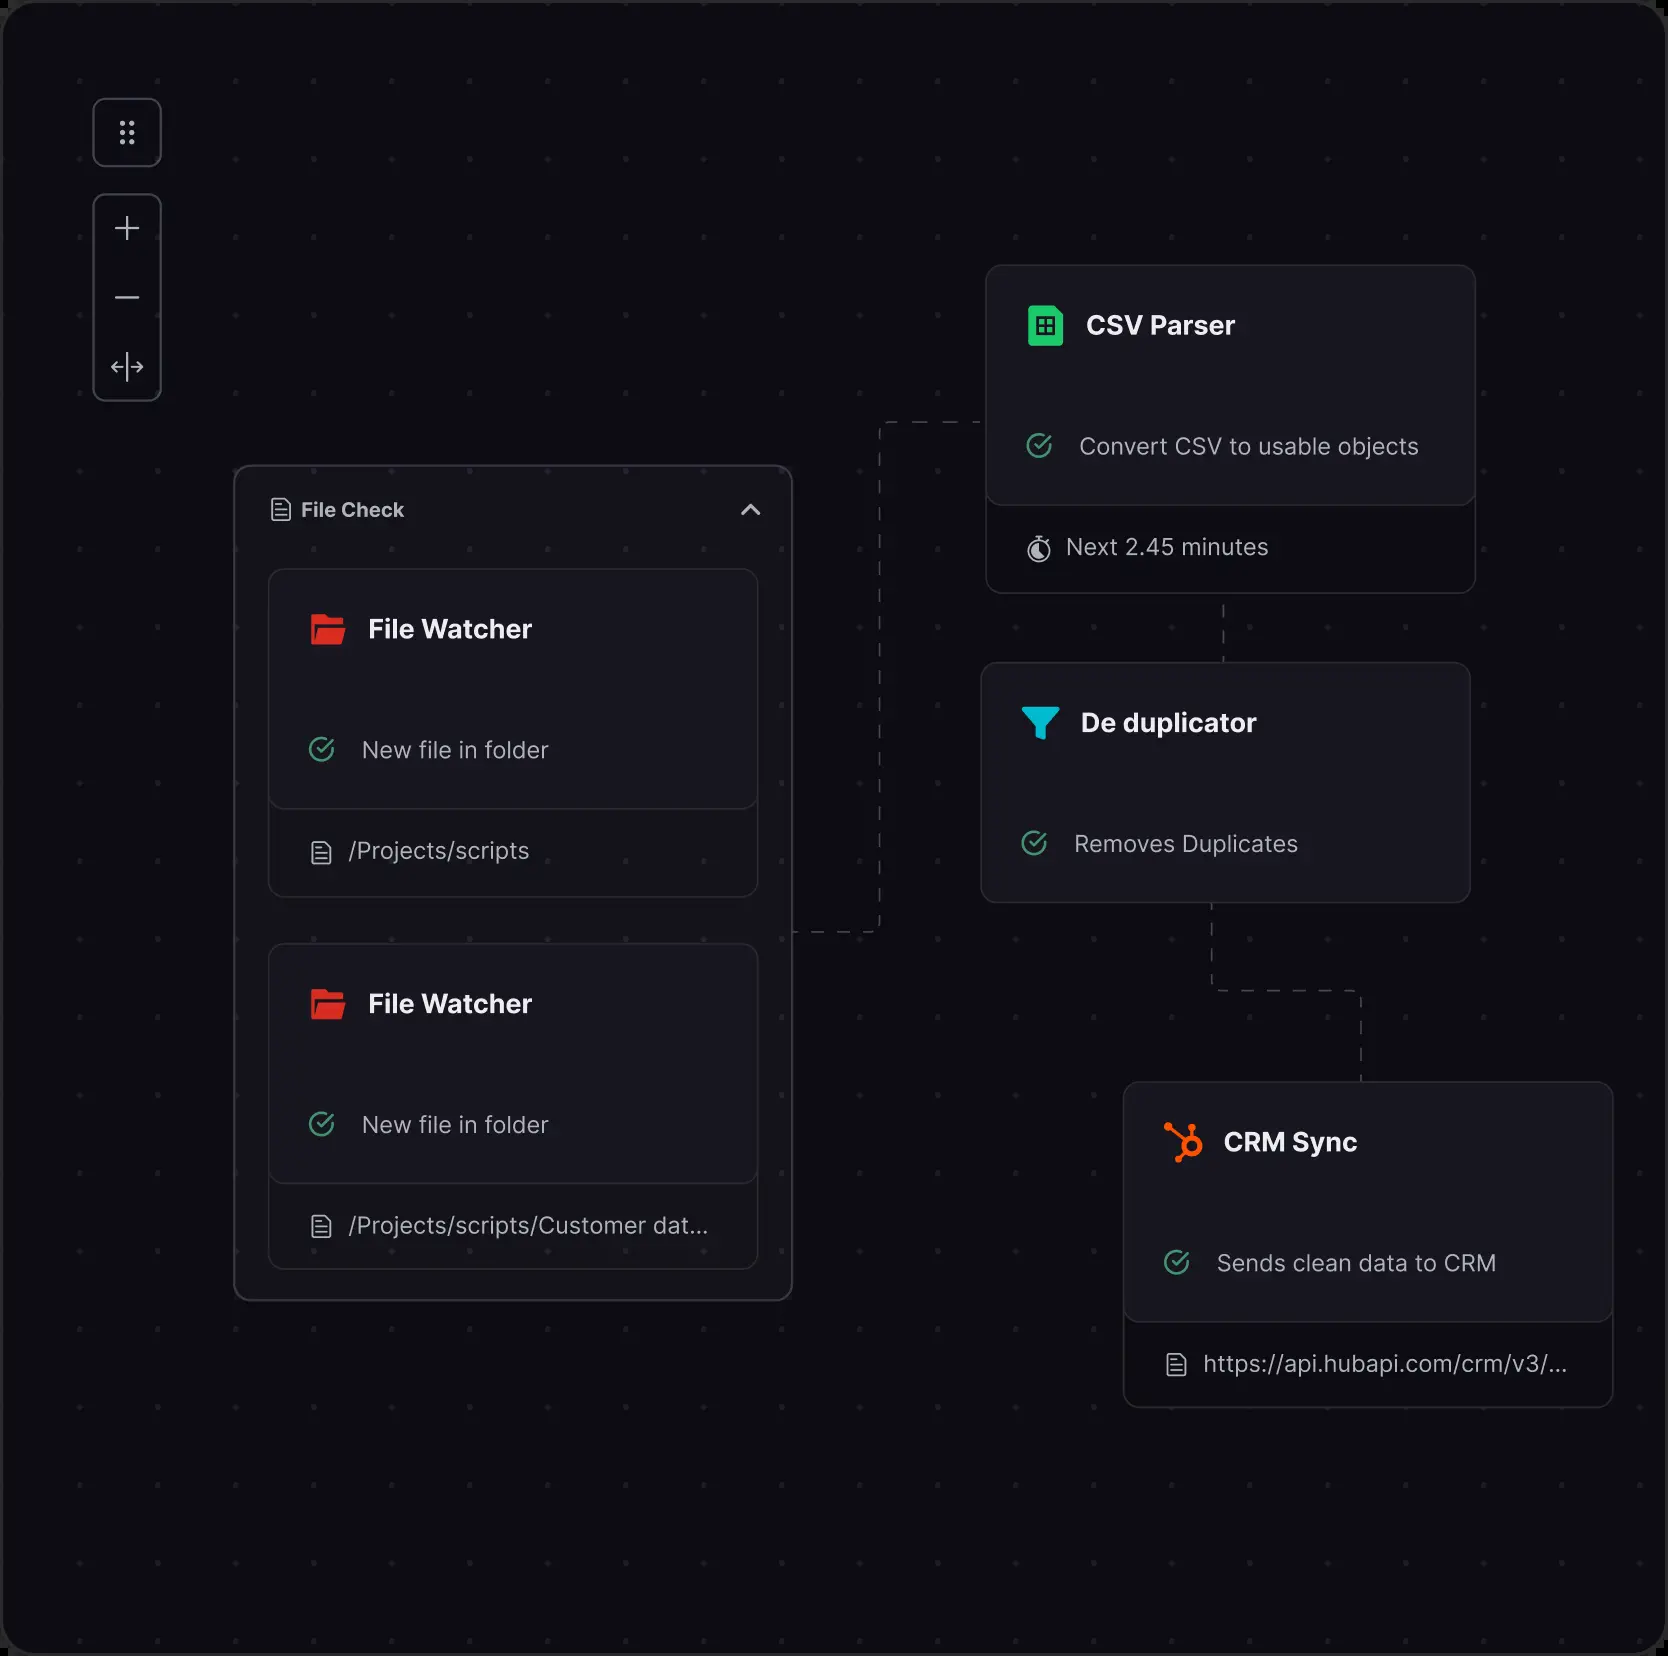 File Check
File Watcher
New file in folder
/Projects/scripts
File Watcher
New file in folder
/Projects/scripts/Customer dat...
CSV Parser
Convert CSV to usable objects
Next 2.45 minutes
De duplicator
Removes Duplicates
CRM Sync
Sends clean data to CRM
https://api.hubapi.com/crm/v3/...